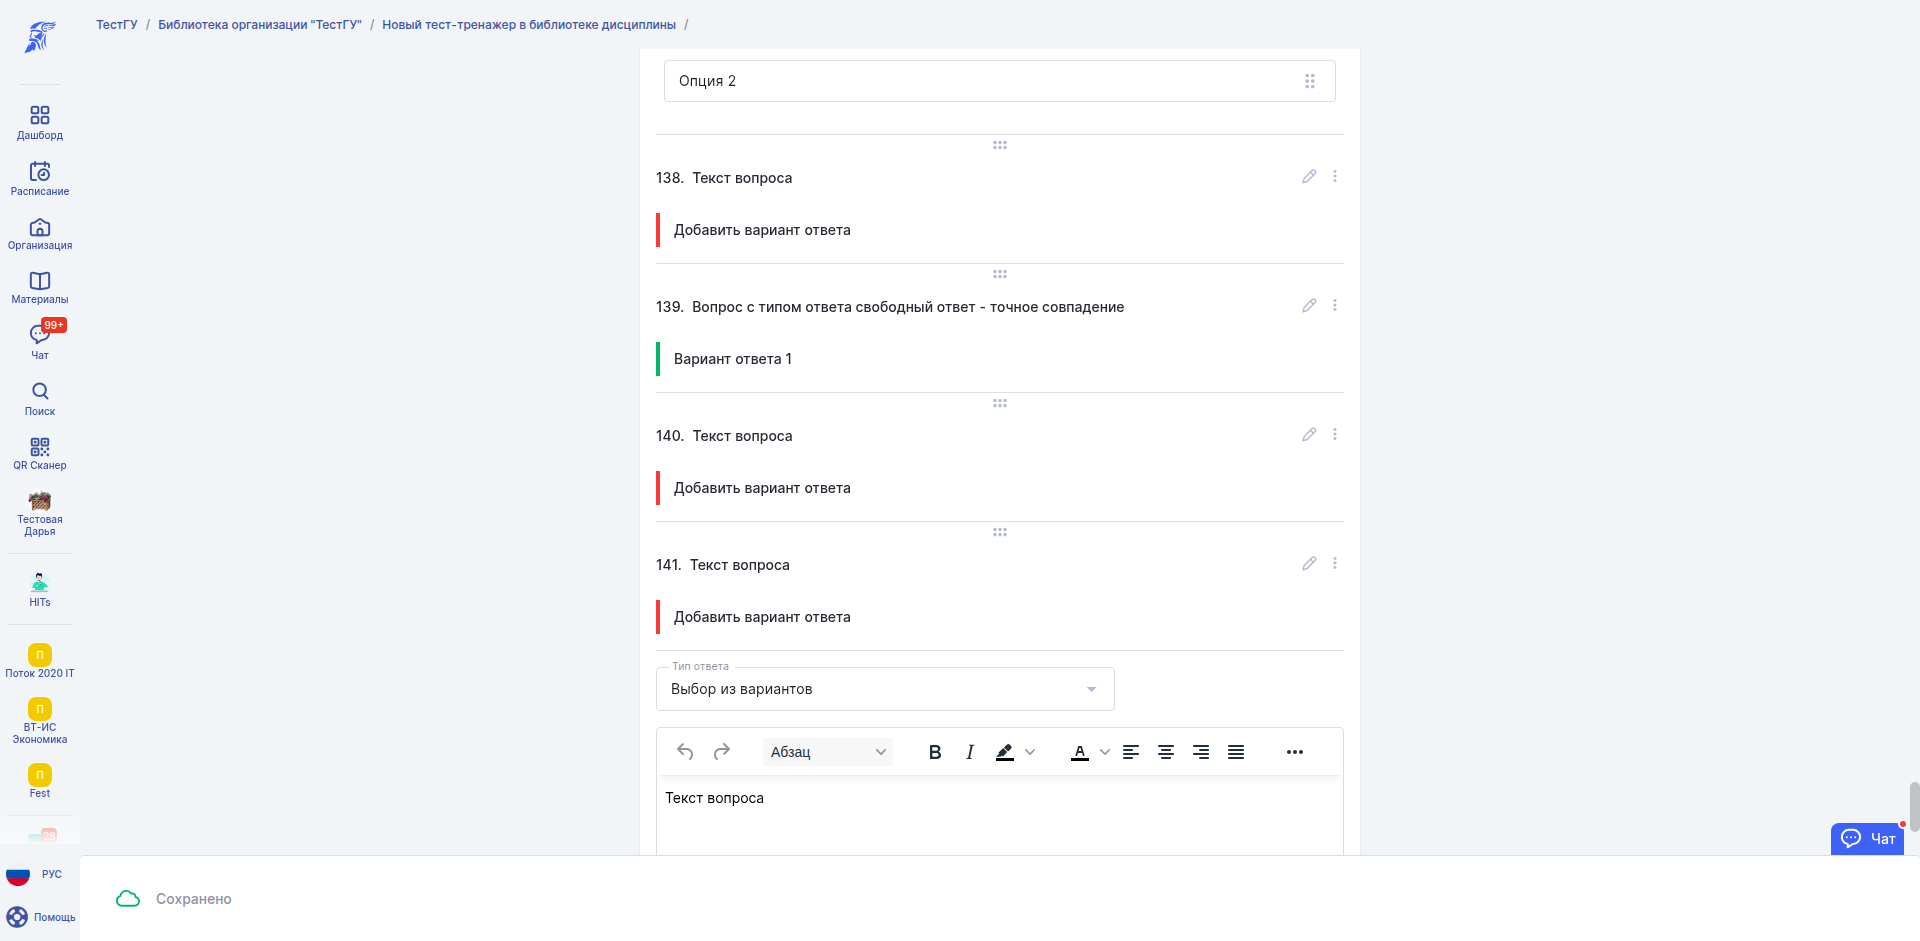 ТестГУ / Библиотека организации "ТестГУ" / Новый тест-тренажер в библиотеке дисциплины /
Дашборд
Расписание
Организация
Материалы
99+
Чат
Поиск
QR Сканер
Тестовая
Дарья
HITs
П
Поток 2020 IT
П
ВТ-ИС
Экономика
П
Fest
28
РУС
Помощь
Опция 2
138. Текст вопроса
Добавить вариант ответа
139. Вопрос с типом ответа свободный ответ - точное совпадение
Вариант ответа 1
140. Текст вопроса
Добавить вариант ответа
141. Текст вопроса
Добавить вариант ответа
Тип ответа
Выбор из вариантов
Абзац
Текст вопроса
Чат
Сохранено